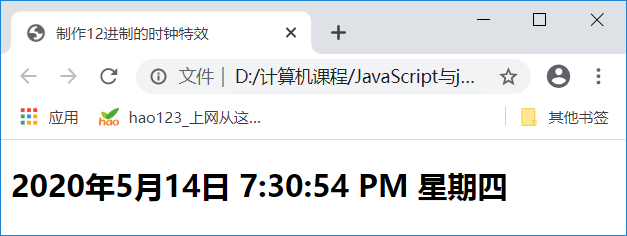 制作12进制的时钟特效
文件 | D:/计算机课程/JavaScript与j...
应用 hao123_上网从这... 其他书签
2020年5月14日 7:30:54 PM 星期四